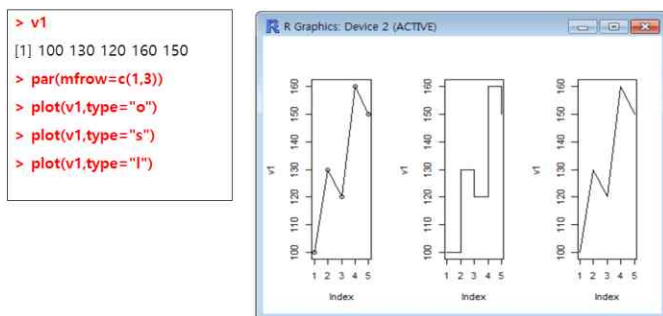 > v1
[1] 100 130 120 160 150
> par(mfrow=c(1,3))
> plot(v1,type="o")
> plot(v1,type="s")
> plot(v1,type="l")
R Graphics: Device 2 (ACTIVE)
v1
100 110 120 130 140 150 160
1 2 3 4 5
Index
v1
100 110 120 130 140 150 160
1 2 3 4 5
Index
v1
100 110 120 130 140 150 160
1 2 3 4 5
Index